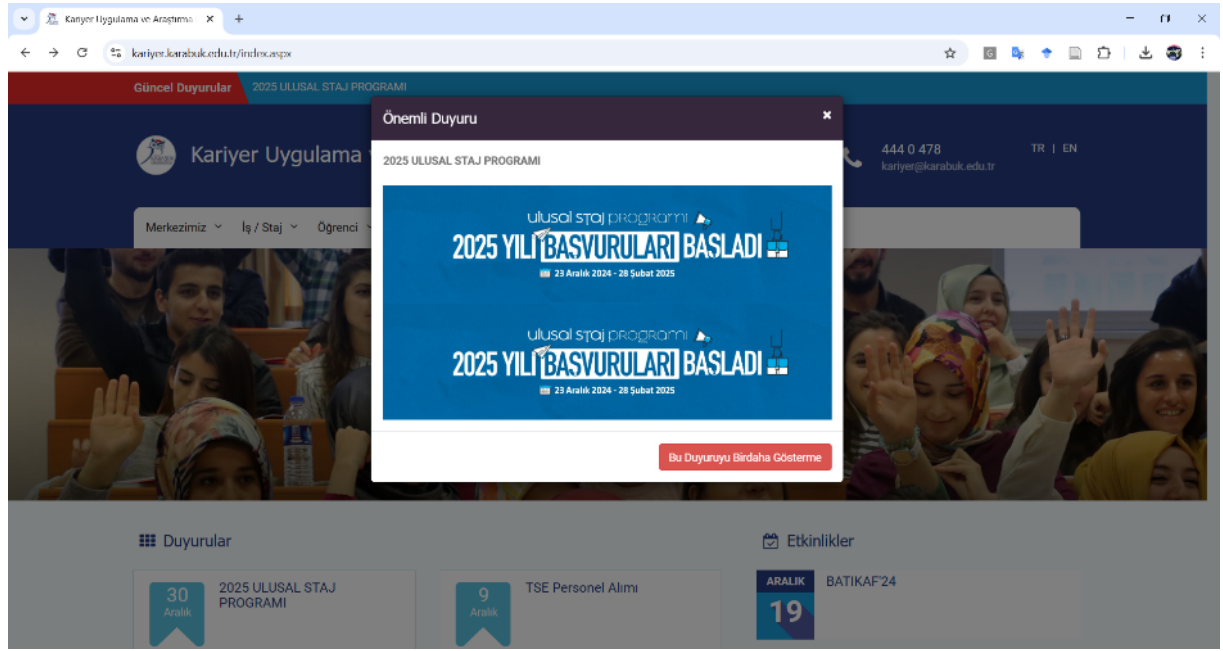 Kariyer Uygulama ve Araştırma
kariyer.karabuk.edu.tr/index.aspx
Güncel Duyurular
2025 ULUSAL STAJ PROGRAMI
Önemli Duyuru
×
2025 ULUSAL STAJ PROGRAMI
Kariyer Uygulama
444 0 478
kariyer@karabuk.edu.tr
TR | EN
Merkezimiz
İş / Staj
Öğrenci
ulusal staj programı
2025 YILI BAŞVURULARI BAŞLADI
23 Aralık 2024 - 28 Şubat 2025
ulusal staj programı
2025 YILI BAŞVURULARI BAŞLADI
23 Aralık 2024 - 28 Şubat 2025
Bu Duyuruyu Birdaha Gösterme
Duyurular
30
Aralık
2025 ULUSAL STAJ
PROGRAMI
9
Aralık
TSE Personel Alımı
Etkinlikler
ARALIK
19
BATIKAF'24